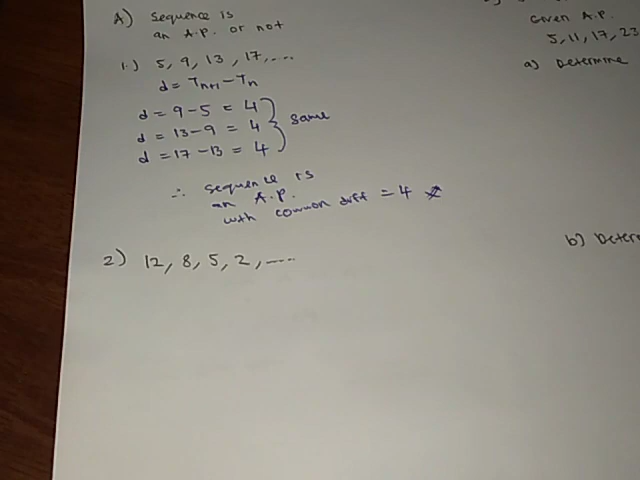 A) Sequence is
an A.P. or not
1.) 5, 9, 13, 17, ....
d = Tn+1 - Tn
d = 9 - 5 = 4
d = 13 - 9 = 4
d = 17 - 13 = 4
same
∴ sequence is
an A.P.
with common diff = 4
2) 12, 8, 5, 2, ....
Given A.P.
5, 11, 17, 23
a) Determine
b)